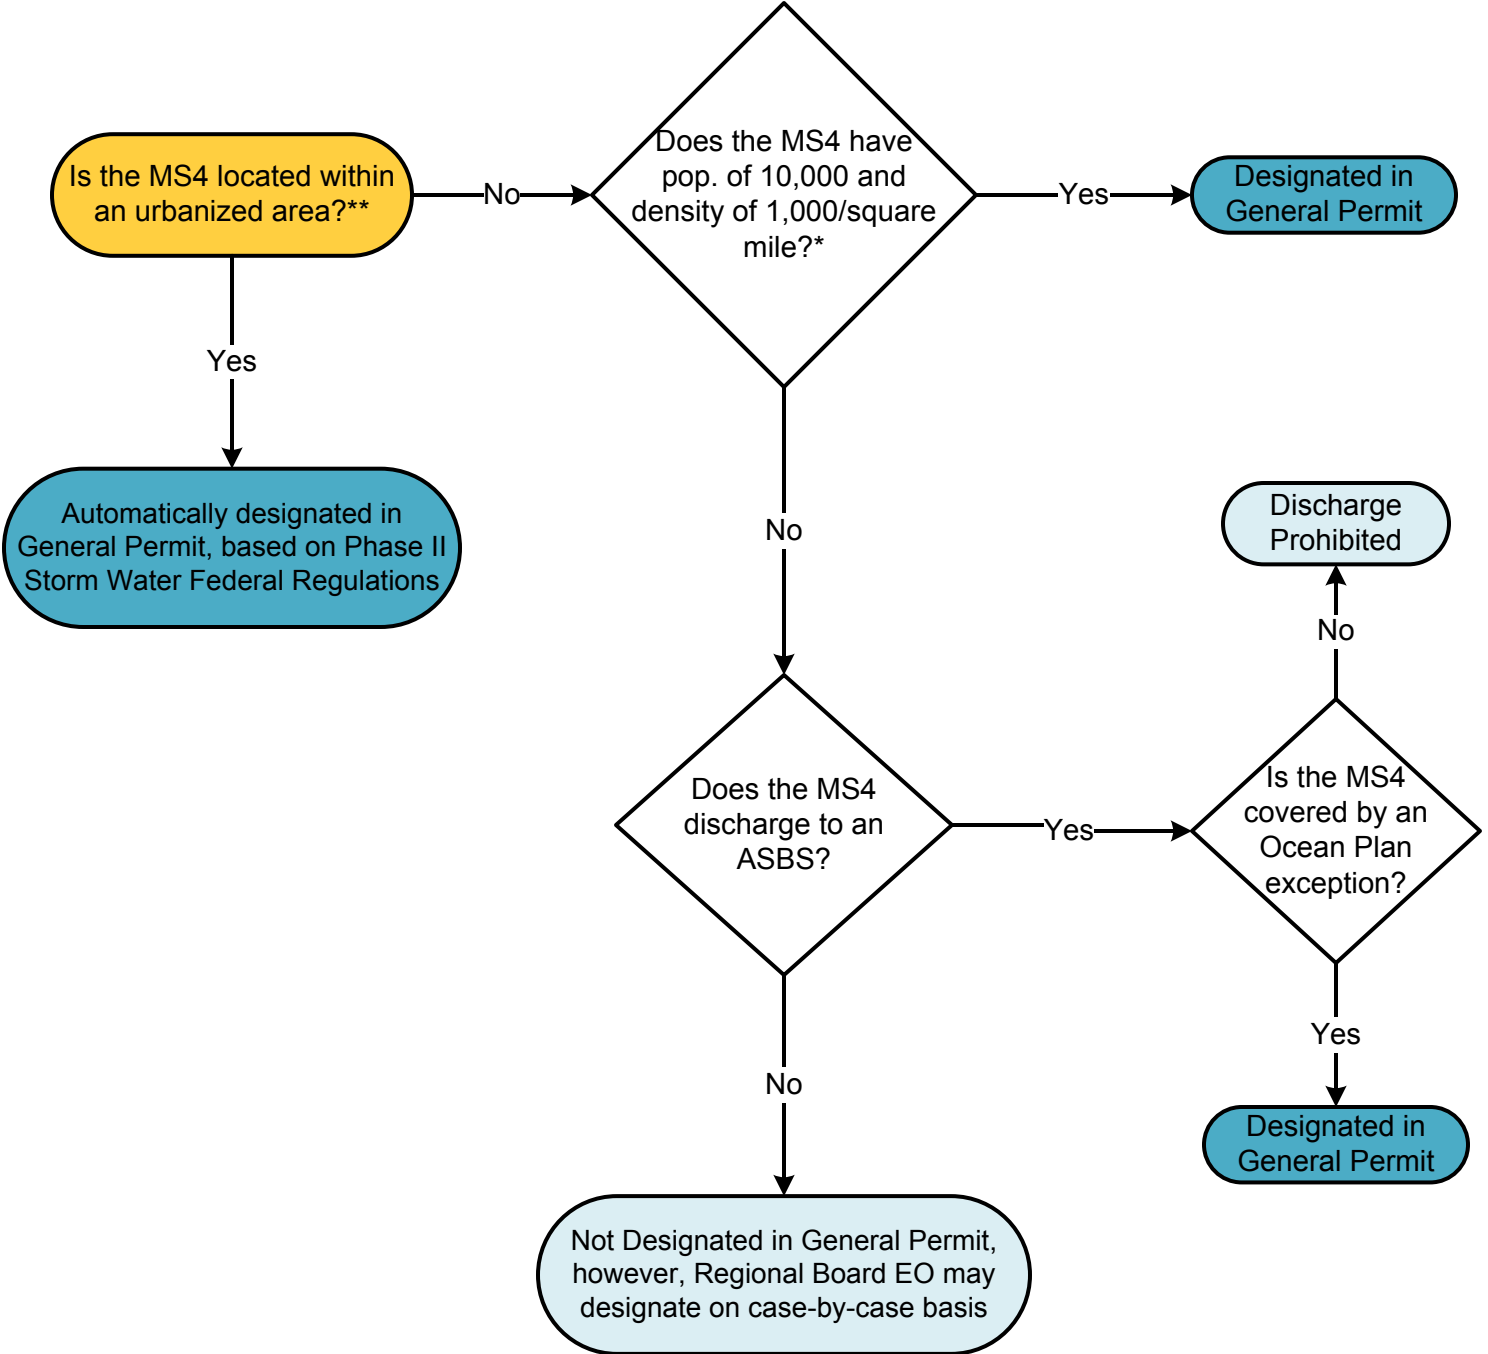 Is the MS4 located within
an urbanized area?**
No
Does the MS4 have
pop. of 10,000 and
density of 1,000/square
mile?*
Yes
Designated in
General Permit
Yes
Automatically designated in
General Permit, based on Phase II
Storm Water Federal Regulations
No
Discharge
Prohibited
No
Does the MS4
discharge to an
ASBS?
Yes
Is the MS4
covered by an
Ocean Plan
exception?
Yes
Designated in
General Permit
No
Not Designated in General Permit,
however, Regional Board EO may
designate on case-by-case basis